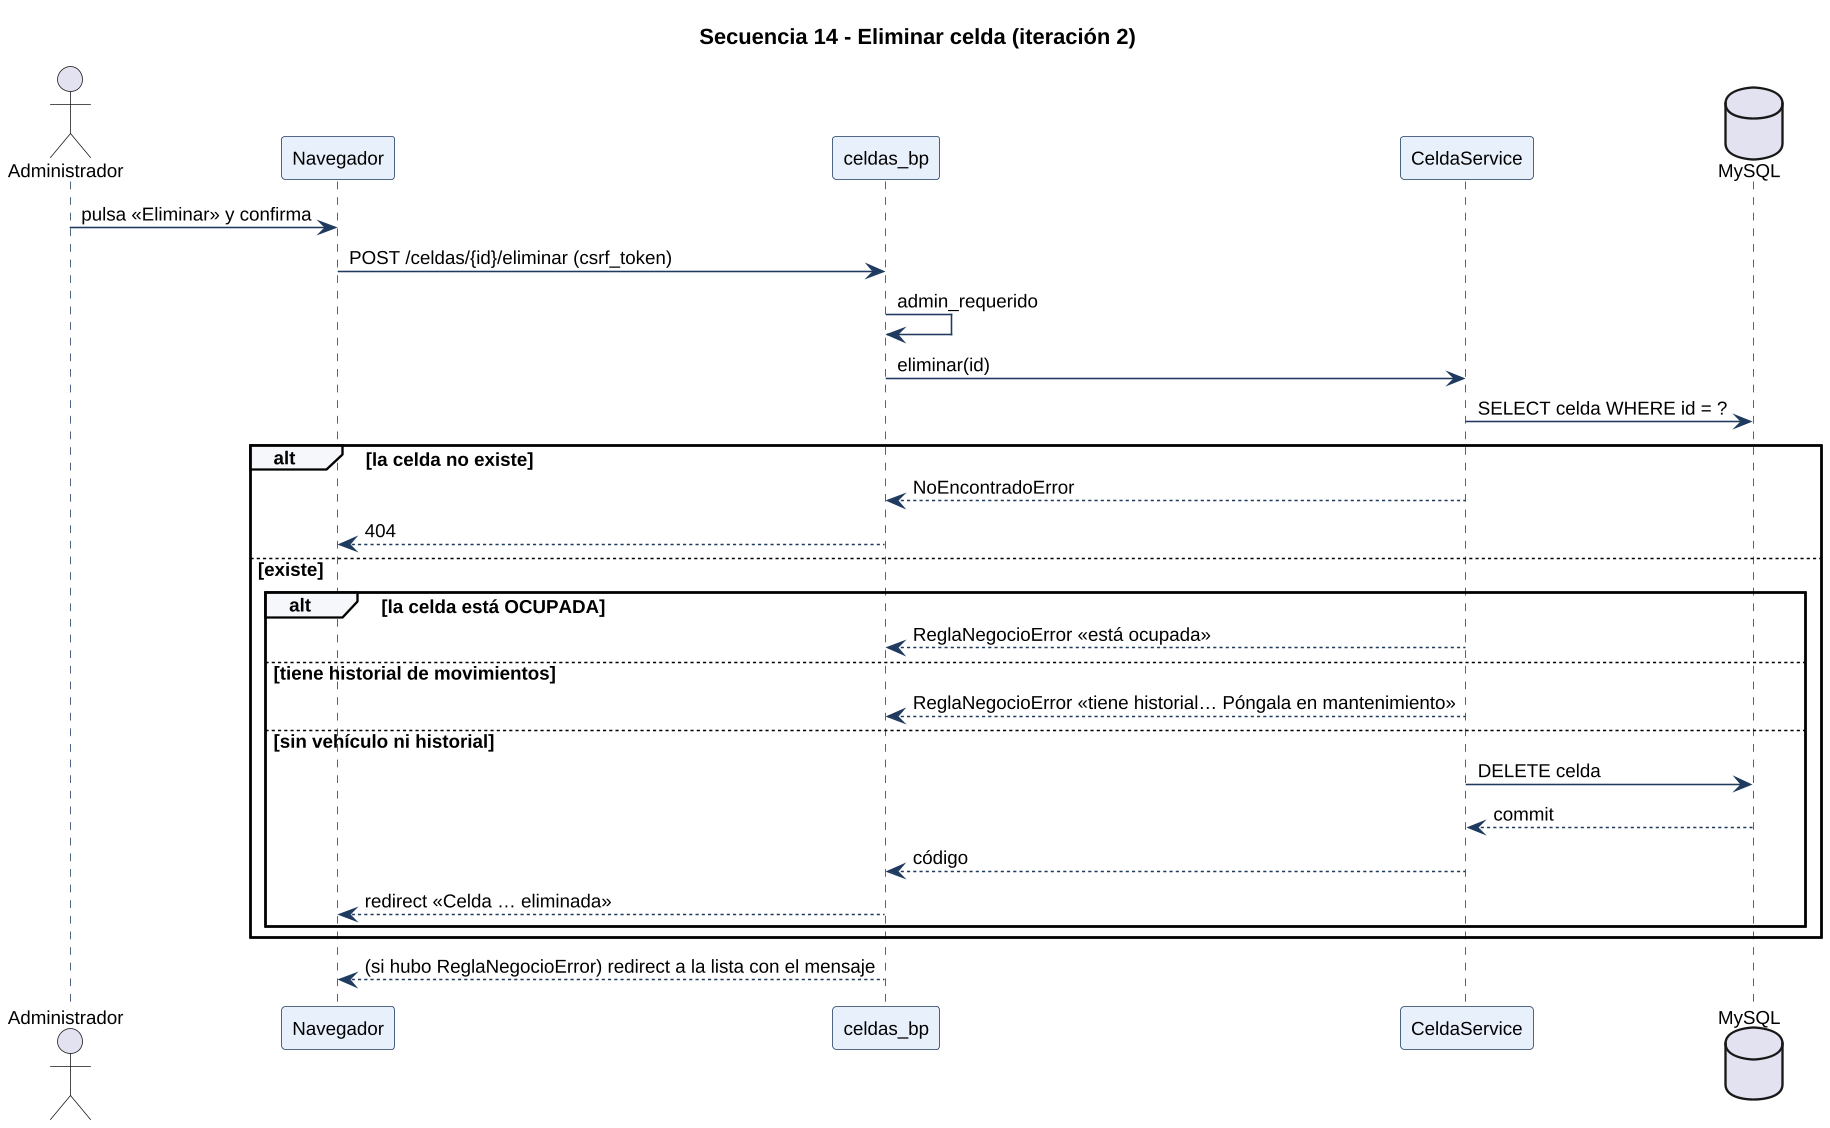 Secuencia 14 - Eliminar celda (iteración 2)
Administrador
Navegador
celdas_bp
CeldaService
MySQL
pulsa «Eliminar» y confirma
POST /celdas/{id}/eliminar (csrf_token)
admin_requerido
eliminar(id)
SELECT celda WHERE id = ?
alt [la celda no existe]
NoEncontradoError
404
[existe]
alt [la celda está OCUPADA]
ReglaNegocioError «está ocupada»
[tiene historial de movimientos]
ReglaNegocioError «tiene historial… Póngala en mantenimiento»
[sin vehículo ni historial]
DELETE celda
commit
código
redirect «Celda … eliminada»
(si hubo ReglaNegocioError) redirect a la lista con el mensaje
Administrador
Navegador
celdas_bp
CeldaService
MySQL